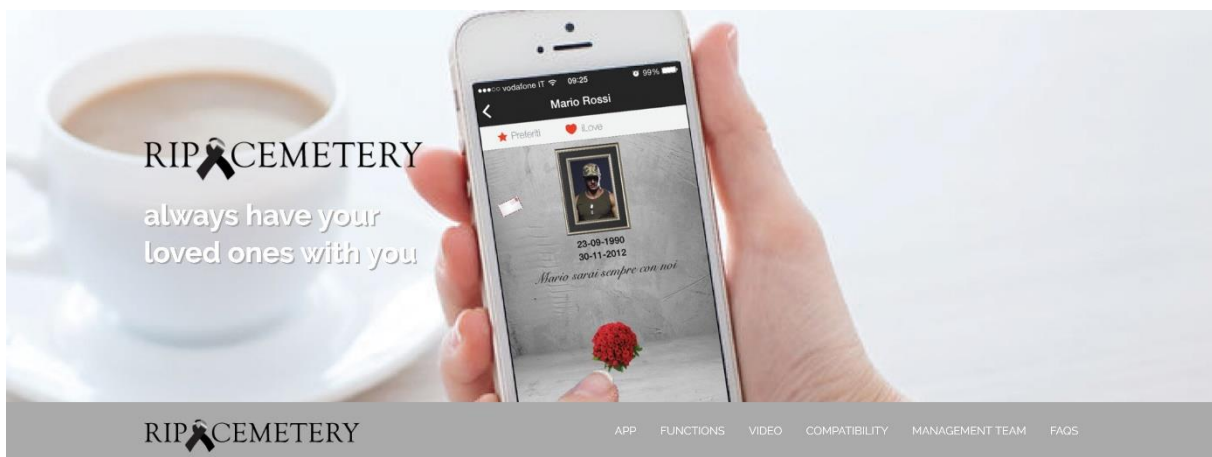 RIP CEMETERY
always have your
loved ones with you
vodafone IT 09:25 99%
Mario Rossi
Preferiti iLove
23-09-1990
30-11-2012
Mario sarai sempre con noi
RIP CEMETERY
APP FUNCTIONS VIDEO COMPATIBILITY MANAGEMENT TEAM FAQS